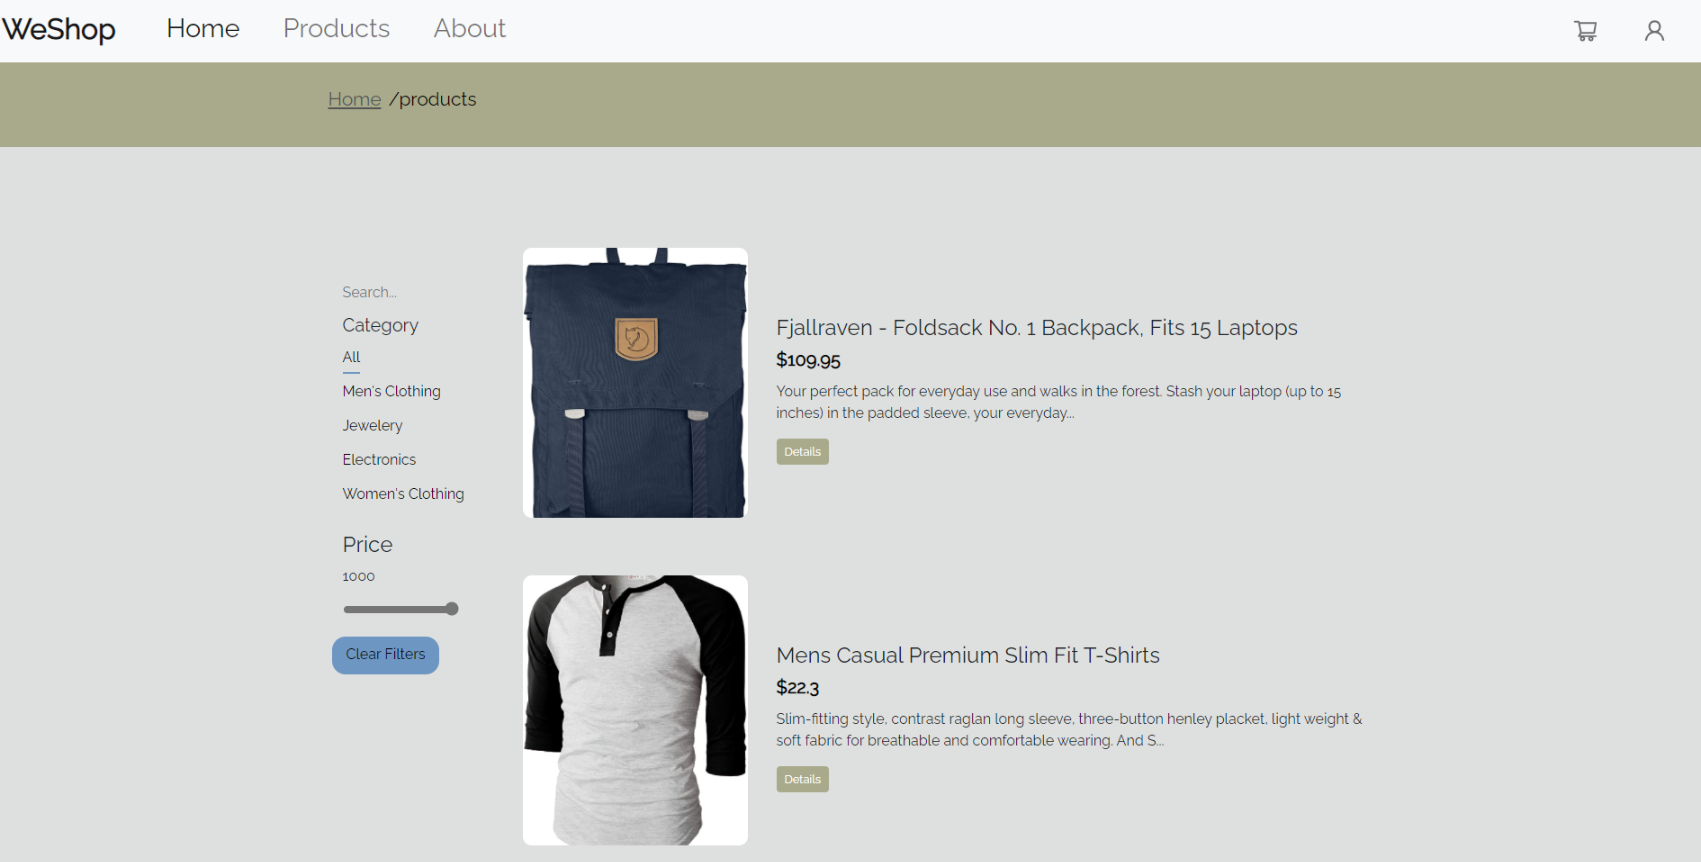 WeShop Home Products About
Home /products
Search...
Category
All
Men's Clothing
Jewelery
Electronics
Women's Clothing
Price
1000
Clear Filters
Fjallraven - Foldsack No. 1 Backpack, Fits 15 Laptops
$109.95
Your perfect pack for everyday use and walks in the forest. Stash your laptop (up to 15
inches) in the padded sleeve, your everyday...
Details
Mens Casual Premium Slim Fit T-Shirts
$22.3
Slim-fitting style, contrast raglan long sleeve, three-button henley placket, light weight &
soft fabric for breathable and comfortable wearing. And S...
Details